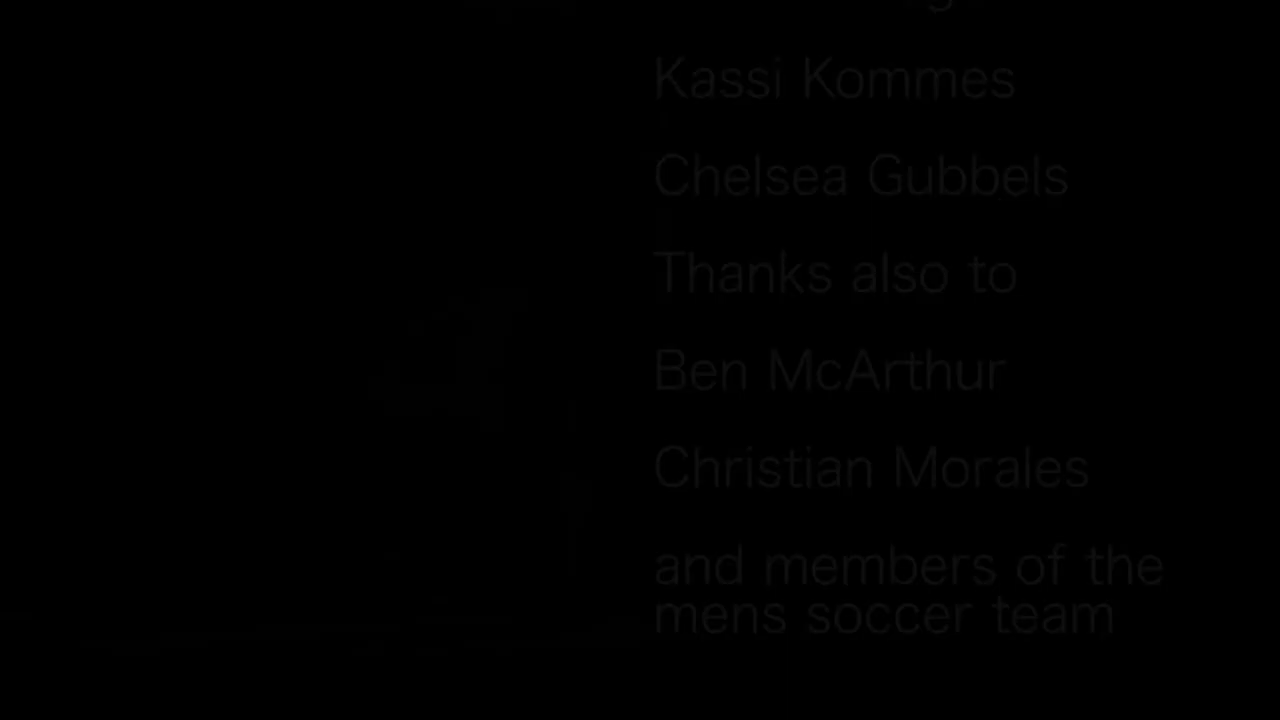 Kassi Kommes
Chelsea Gubbels
Thanks also to
Ben McArthur
Christian Morales
and members of the
mens soccer team